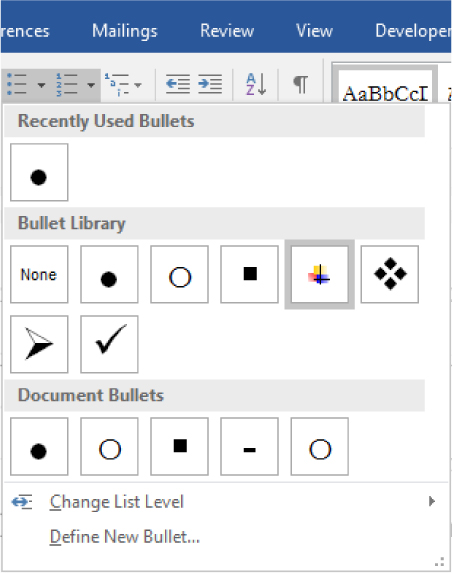 rences Mailings Review View Developer
AaBbCcI
Recently Used Bullets
Bullet Library
None
Document Bullets
Change List Level
Define New Bullet...